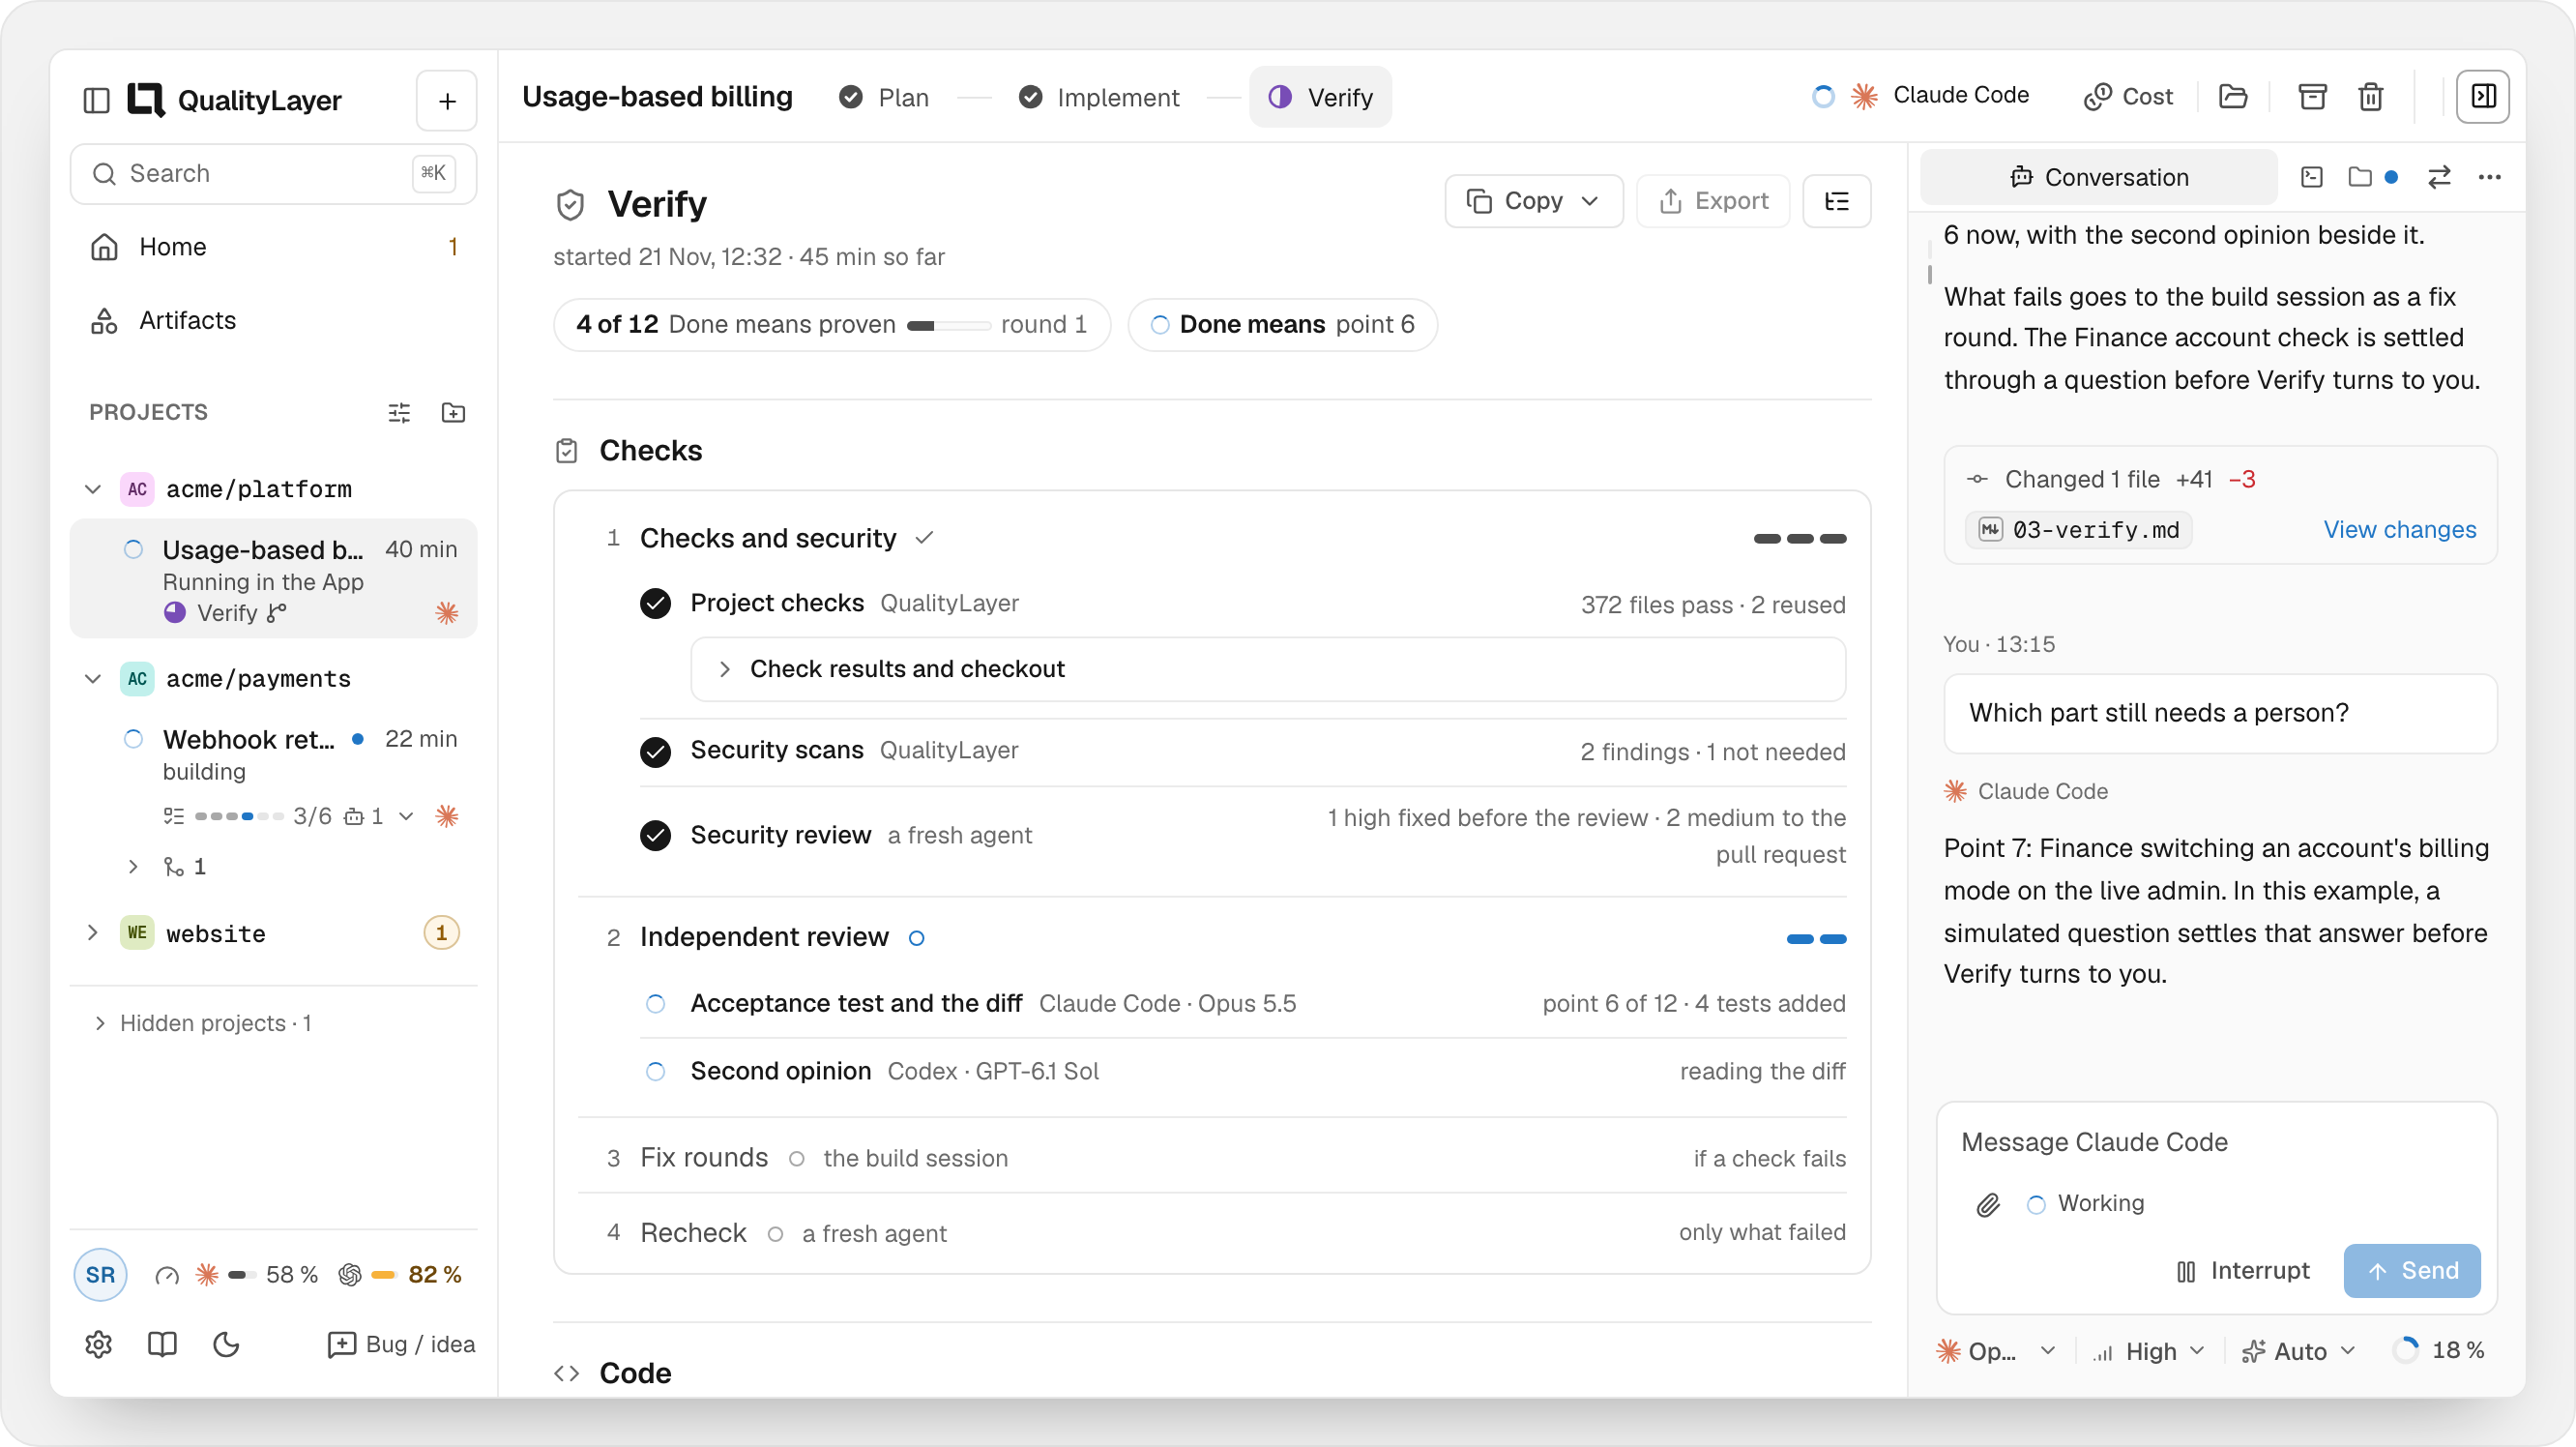 QualityLayer
+
Search
⌘K
Home
1
Artifacts
PROJECTS
AC
acme/platform
Usage-based b...
40 min
Running in the App
Verify
AC
acme/payments
Webhook ret...
22 min
building
3/6
1
1
WE
website
1
Hidden projects · 1
SR
58 %
82 %
Bug / idea
Usage-based billing
Plan
Implement
Verify
Claude Code
Cost
Verify
Copy
Export
started 21 Nov, 12:32 · 45 min so far
4 of 12 Done means proven
round 1
Done means point 6
Checks
1 Checks and security
Project checks QualityLayer
372 files pass · 2 reused
Check results and checkout
Security scans QualityLayer
2 findings · 1 not needed
Security review a fresh agent
1 high fixed before the review · 2 medium to the
pull request
2 Independent review
Acceptance test and the diff Claude Code · Opus 5.5
point 6 of 12 · 4 tests added
Second opinion Codex · GPT-6.1 Sol
reading the diff
3 Fix rounds the build session
if a check fails
4 Recheck a fresh agent
only what failed
Code
Conversation
6 now, with the second opinion beside it.
What fails goes to the build session as a fix
round. The Finance account check is settled
through a question before Verify turns to you.
Changed 1 file +41 −3
M↓ 03-verify.md
View changes
You · 13:15
Which part still needs a person?
Claude Code
Point 7: Finance switching an account's billing
mode on the live admin. In this example, a
simulated question settles that answer before
Verify turns to you.
Message Claude Code
Working
Interrupt
Send
Op...
High
Auto
18 %